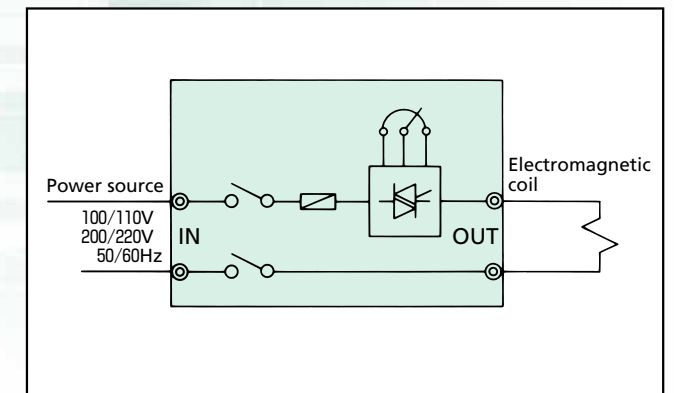 Power source
100/110V
200/220V
50/60Hz
IN
OUT
Electromagnetic
coil